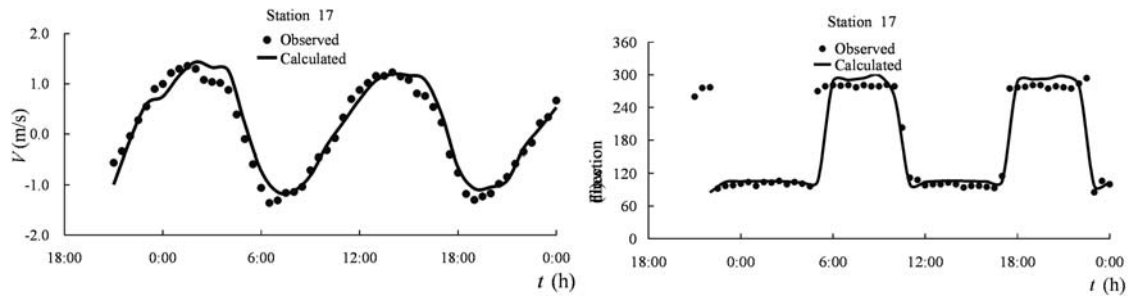 Station 17
Observed
Calculated
2.0
1.0
0.0
-1.0
-2.0
V (m/s)
18:00 0:00 6:00 12:00 18:00 0:00
t (h)
Station 17
Observed
Calculated
360
300
240
180
120
60
0
18:00 0:00 6:00 12:00 18:00 0:00
t (h)